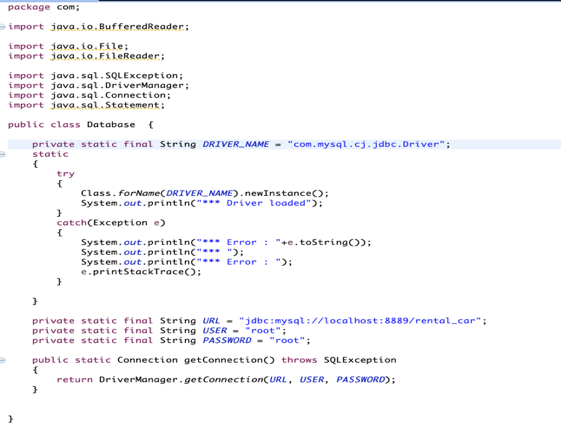 package com;
import java.io.BufferedReader;
import java.io.File;
import java.io.FileReader;
import java.sql.SQLException;
import java.sql.DriverManager;
import java.sql.Connection;
import java.sql.Statement;
public class Database  {
private static final String DRIVER_NAME = "com.mysql.cj.jdbc.Driver";
static
{
try
{
Class.forName(DRIVER_NAME).newInstance();
System.out.println("*** Driver loaded");
}
catch(Exception e)
{
System.out.println("*** Error : "+e.toString());
System.out.println("*** ");
System.out.println("*** Error : ");
e.printStackTrace();
}
}
private static final String URL = "jdbc:mysql://localhost:8889/rental_car";
private static final String USER = "root";
private static final String PASSWORD = "root";
public static Connection getConnection() throws SQLException
{
return DriverManager.getConnection(URL, USER, PASSWORD);
}
}